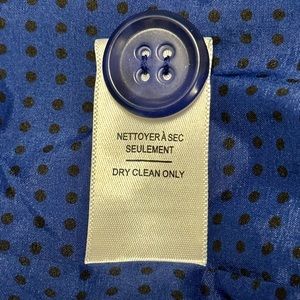 NETTOYER À SEC
SEULEMENT
DRY CLEAN ONLY